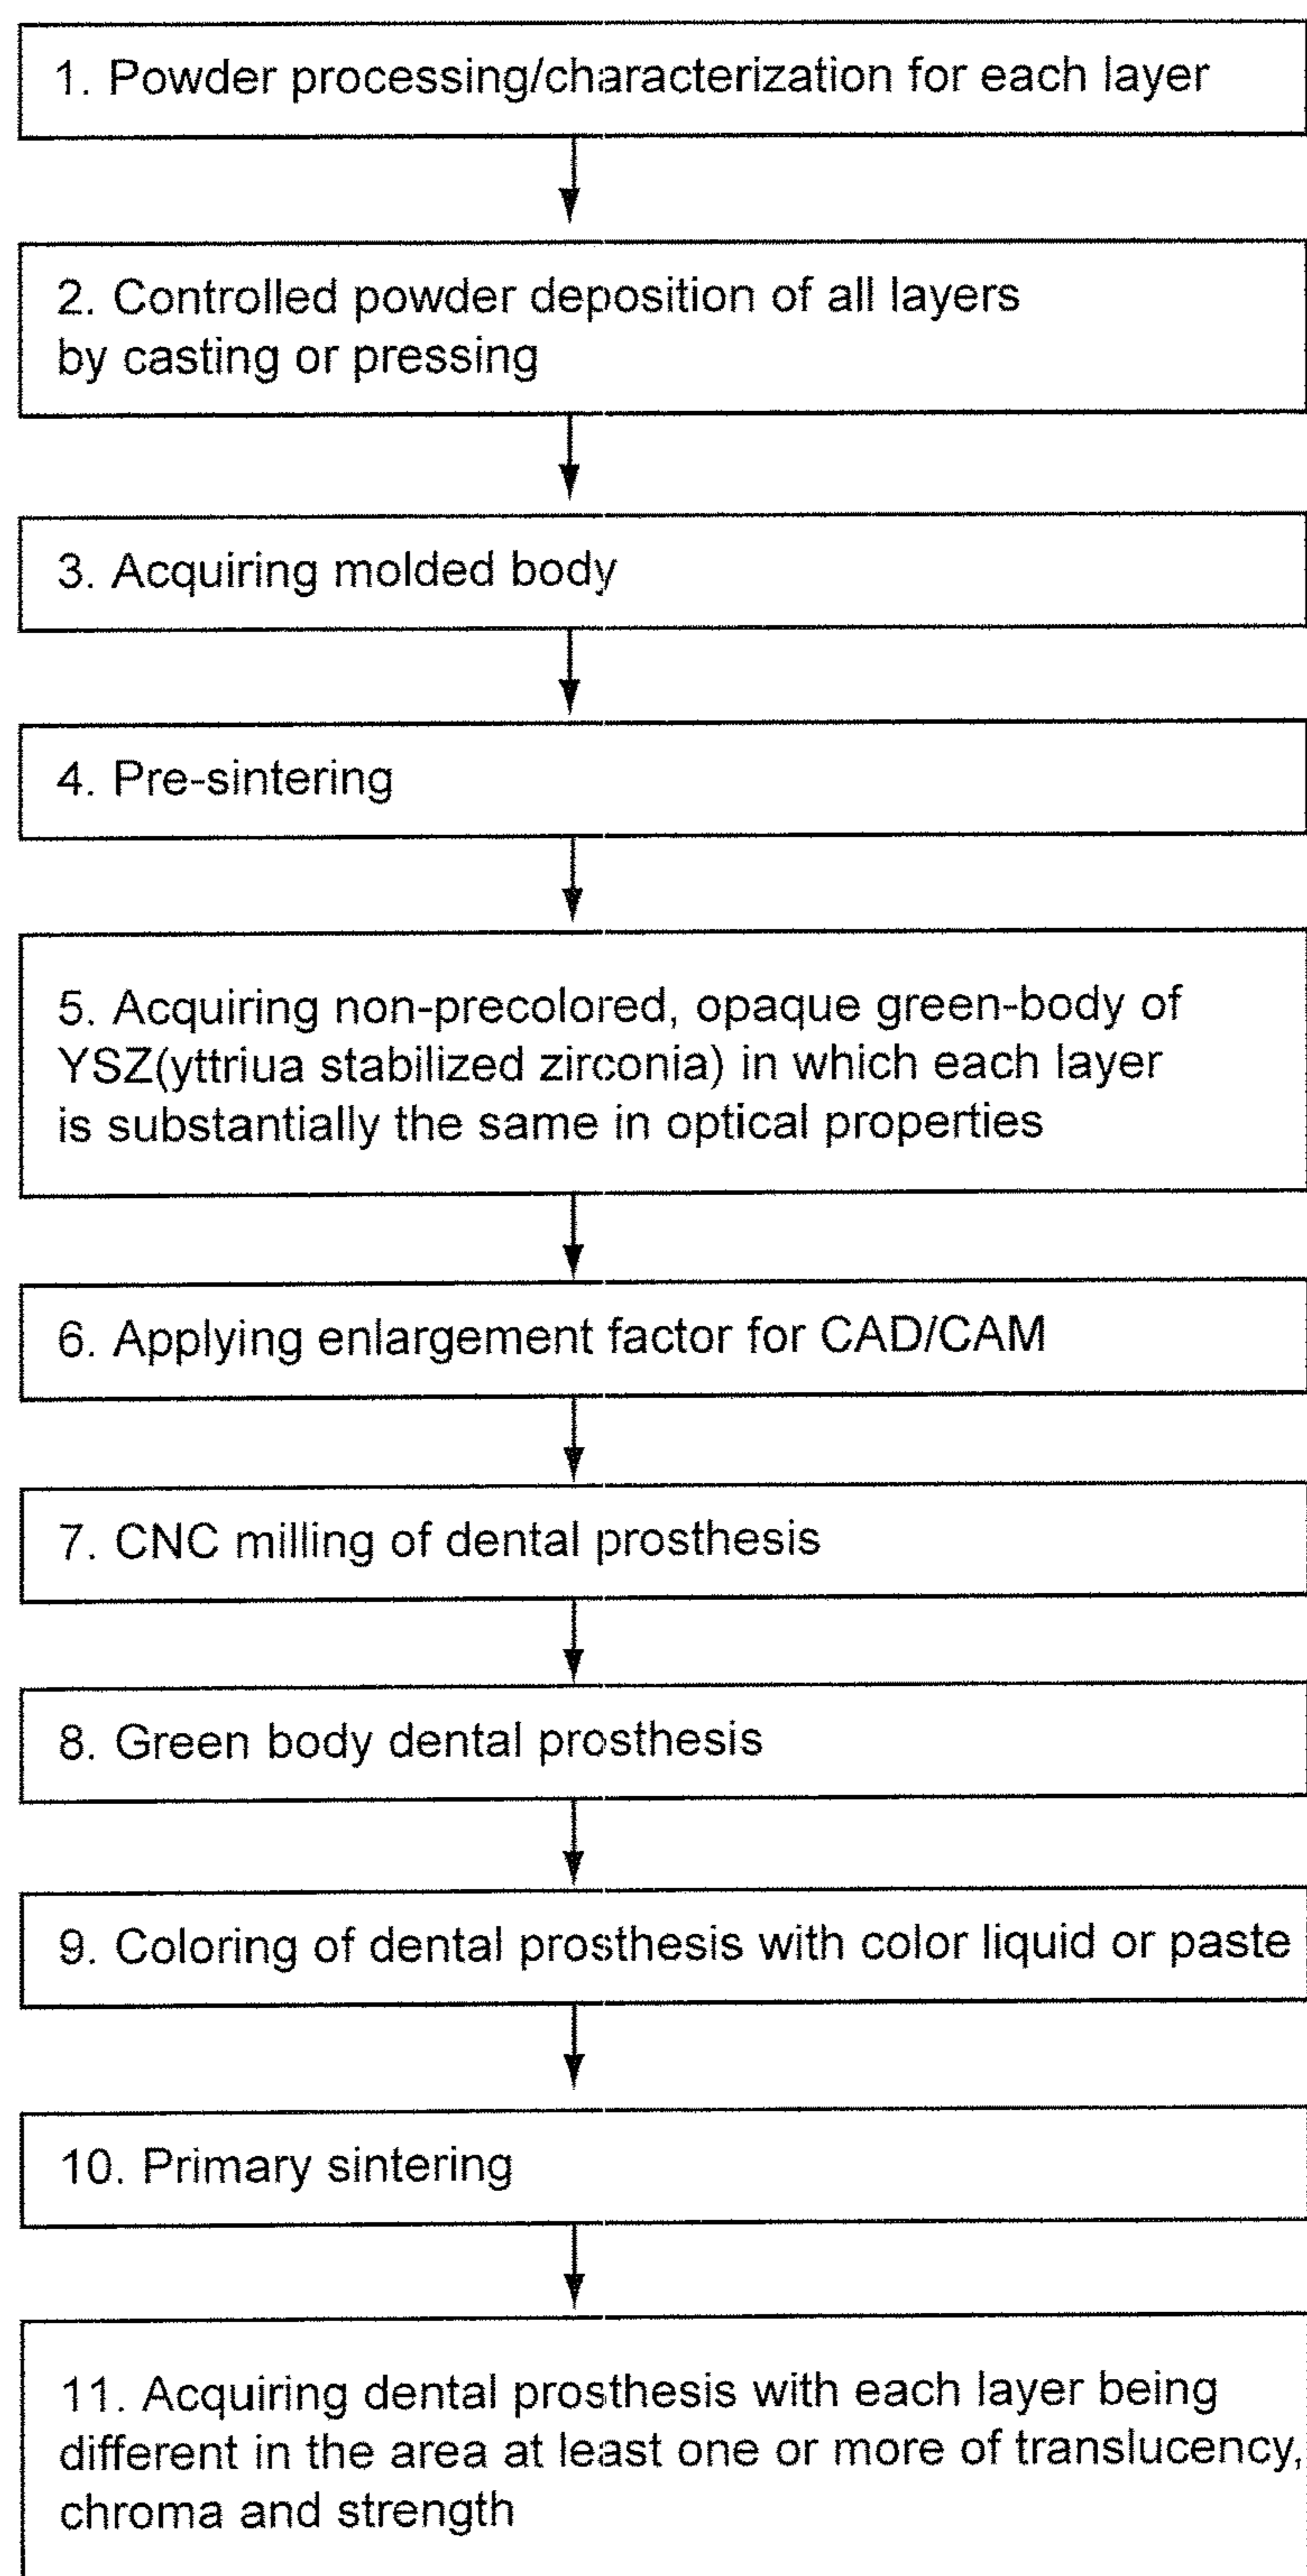 1. Powder processing/characterization for each layer
2. Controlled powder deposition of all layers
by casting or pressing
3. Acquiring molded body
4. Pre-sintering
5. Acquiring non-precolored, opaque green-body of
YSZ(yttriua stabilized zirconia) in which each layer
is substantially the same in optical properties
6. Applying enlargement factor for CAD/CAM
7. CNC milling of dental prosthesis
8. Green body dental prosthesis
9. Coloring of dental prosthesis with color liquid or paste
10. Primary sintering
11. Acquiring dental prosthesis with each layer being
different in the area at least one or more of translucency,
chroma and strength